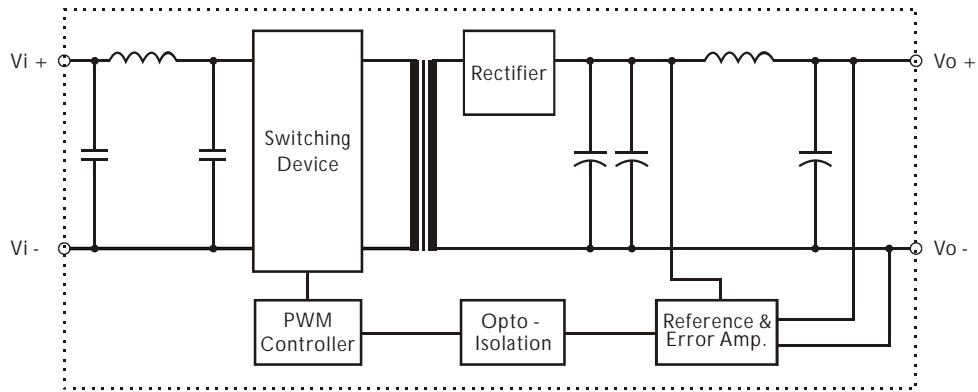 Vi +
Switching
Device
Rectifier
Vo +
Vi -
Vo -
PWM
Controller
Opto -
Isolation
Reference &
Error Amp.